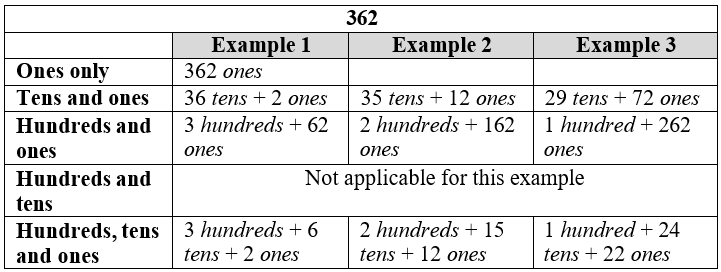 362
Example 1 Example 2 Example 3
Ones only 362 ones
Tens and ones 36 tens + 2 ones 35 tens + 12 ones 29 tens + 72 ones
Hundreds and 3 hundreds + 62 2 hundreds + 162 1 hundred + 262
ones ones ones ones
Hundreds and Not applicable for this example
tens
Hundreds, tens 3 hundreds + 6 2 hundreds + 15 1 hundred + 24
and ones tens + 2 ones tens + 12 ones tens + 22 ones